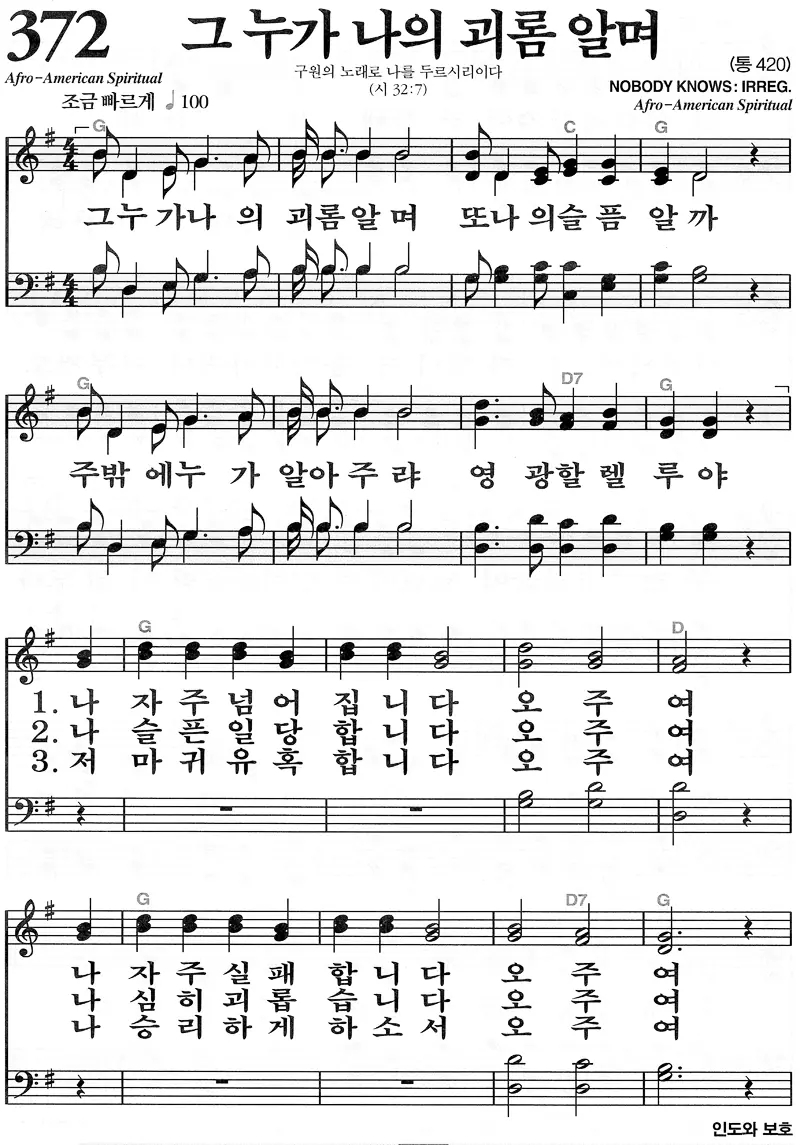 372 그 누가 나의 괴롬 알며
Afro-American Spiritual
구원의 노래로 나를 두르시리이다
(시 32:7)
(통 420)
NOBODY KNOWS: IRREG.
Afro-American Spiritual
조금 빠르게 ♩100
G C G
그누 가나 의 괴롬알 며 또나 의슬 픔 알 까
G D7 G
주밖 에누 가 알아주 랴 영 광할 렐 루 야
G D
1. 나 자 주 넘 어 집 니 다 오 주 여
2. 나 슬 픈 일 당 합 니 다 오 주 여
3. 저 마 귀 유 혹 합 니 다 오 주 여
G D7 G
나 자 주 실 패 합 니 다 오 주 여
나 심 히 괴 롭 습 니 다 오 주 여
나 승 리 하 게 하 소 서 오 주 여
인도와 보호